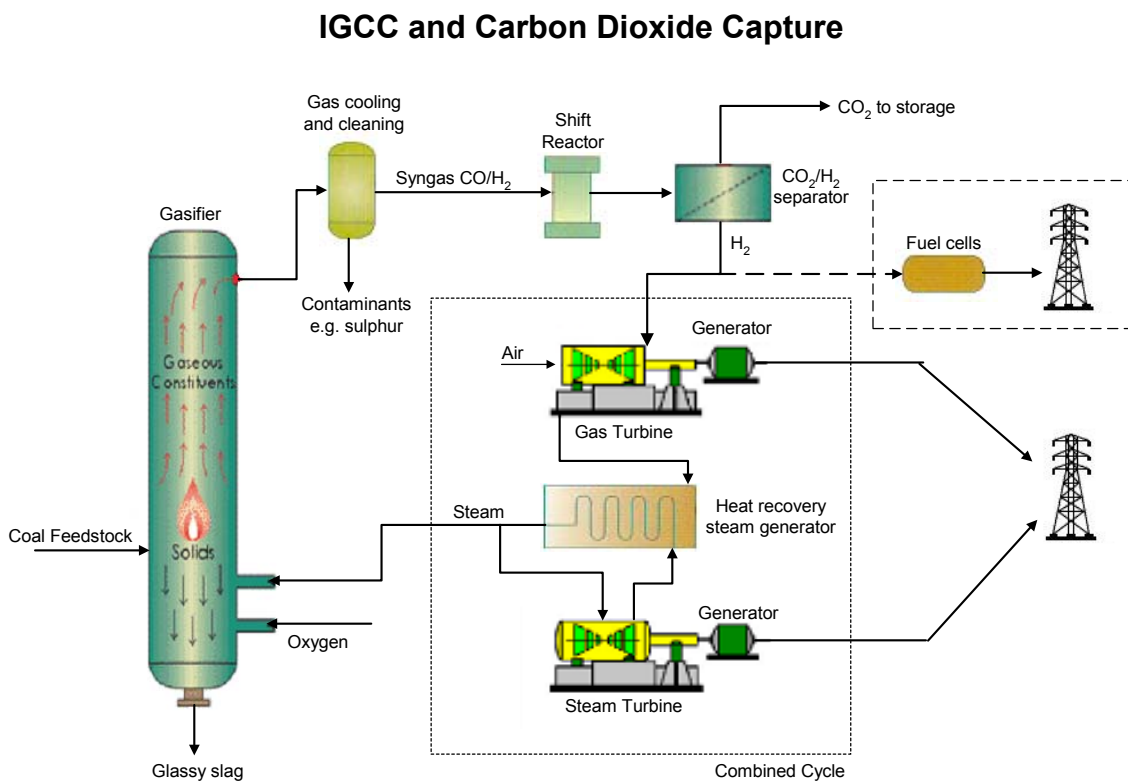 IGCC and Carbon Dioxide Capture
Gas cooling
and cleaning
Shift
Reactor
CO₂ to storage
Syngas CO/H₂
CO₂/H₂
separator
Gasifier
H₂
Fuel cells
Contaminants
e.g. sulphur
Generator
Air
Gaseous
Constituents
Gas Turbine
Steam
Heat recovery
steam generator
Coal Feedstock
Solids
Generator
Oxygen
Steam Turbine
Glassy slag
Combined Cycle